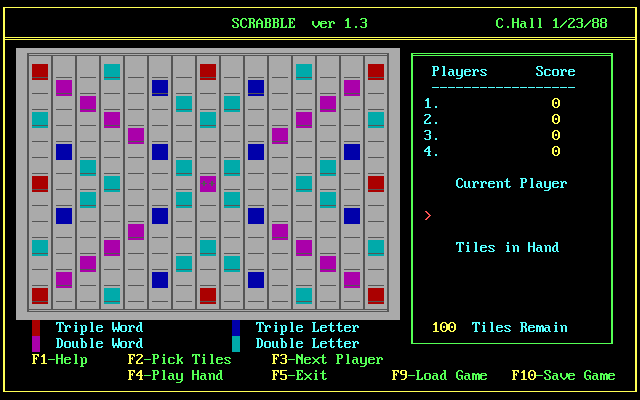 SCRABBLE ver 1.3 C.Hall 1/23/88
Players Score
------------------
1. 0
2. 0
3. 0
4. 0
Current Player
>
Tiles in Hand
100 Tiles Remain
Triple Word Triple Letter
Double Word Double Letter
F1-Help F2-Pick Tiles F3-Next Player
F4-Play Hand F5-Exit F9-Load Game F10-Save Game